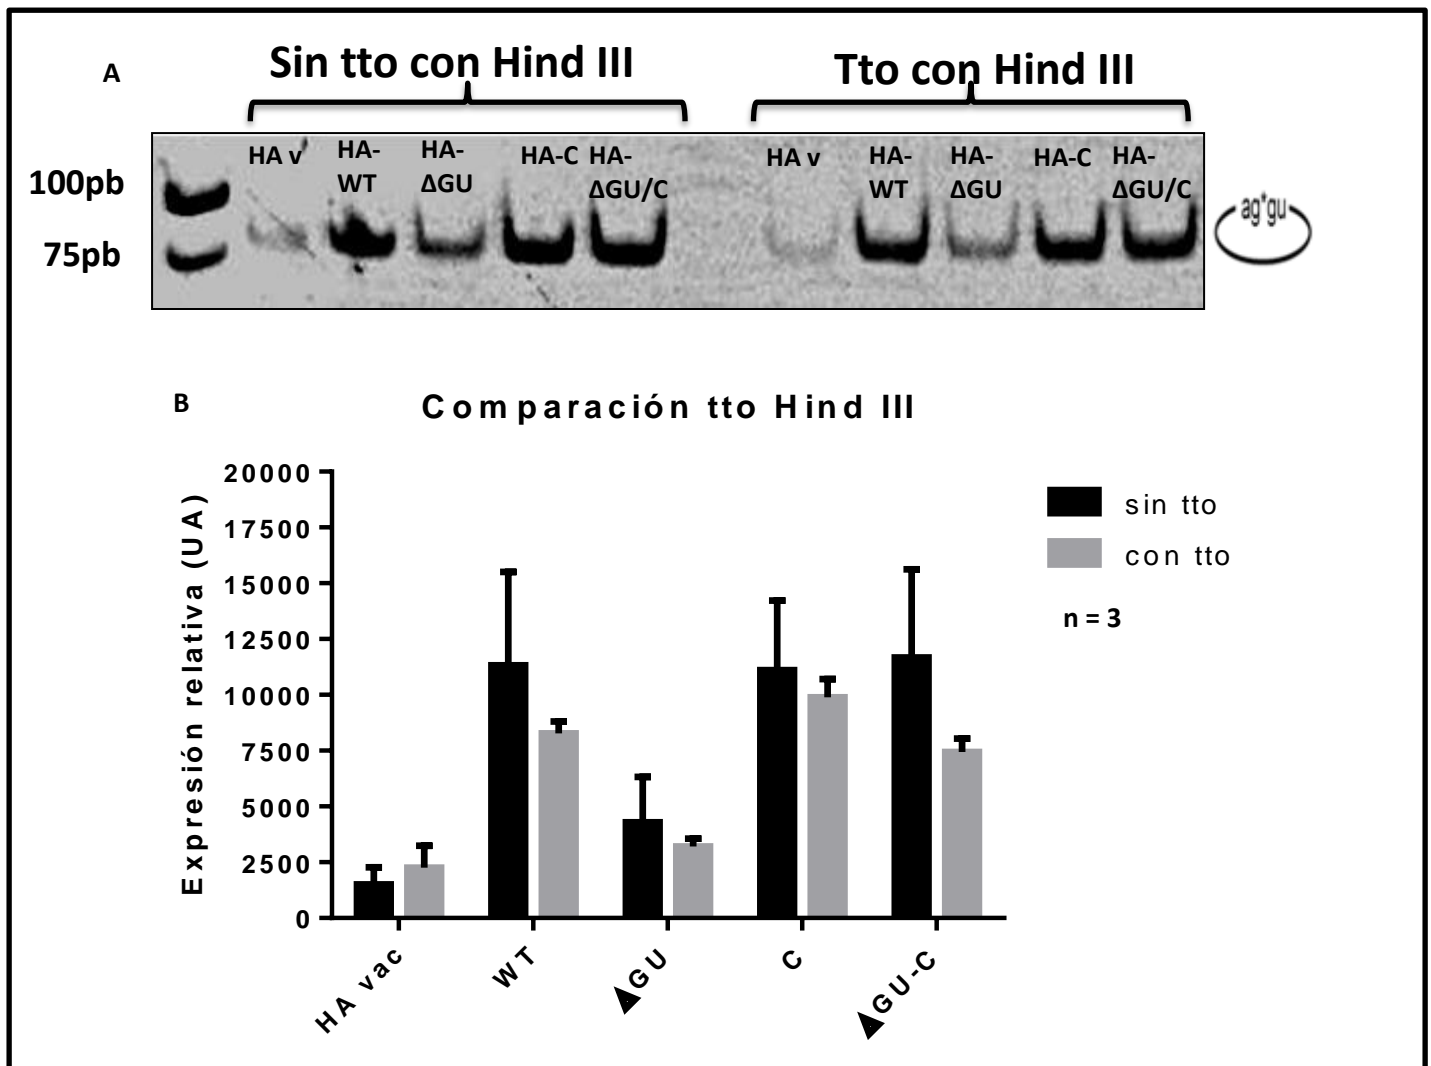 A
Sin tto con Hind III
Tto con Hind III
100pb
75pb
HA v
HA-
WT
HA-
ΔGU
HA-C
HA-
ΔGU/C
HA v
HA-
WT
HA-
ΔGU
HA-C
HA-
ΔGU/C
ag*gu
B
Comparación tto Hind III
Expresión relativa (UA)
20000
17500
15000
12500
10000
7500
5000
2500
0
sin tto
con tto
n = 3
HA vac
WT
▲GU
C
▲GU-C